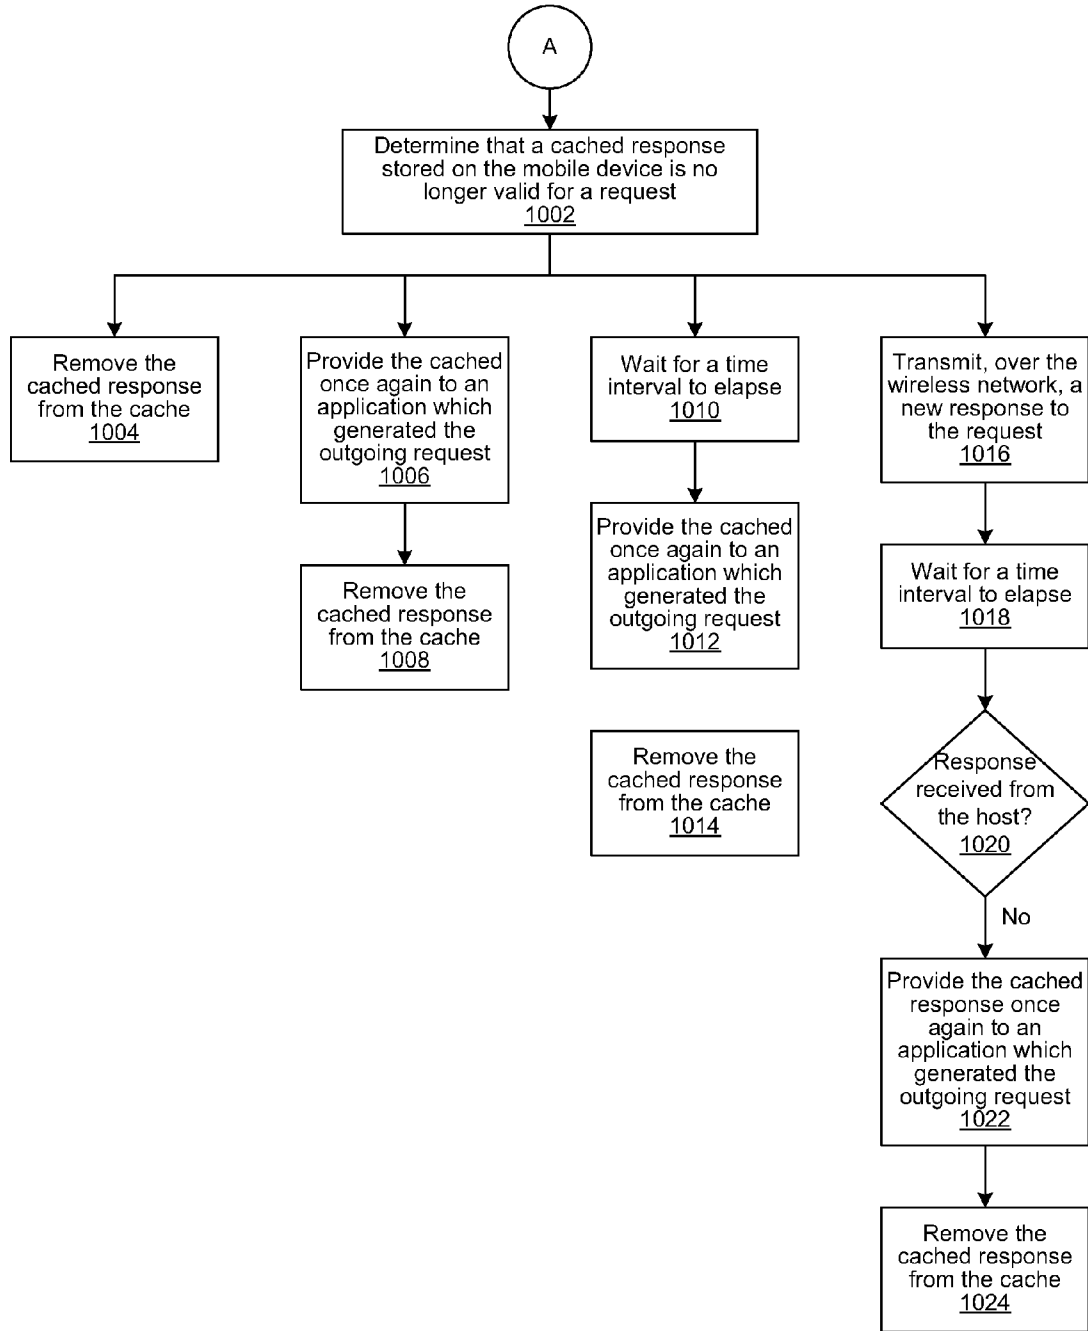 A
Determine that a cached response
stored on the mobile device is no
longer valid for a request
1002
Remove the
cached response
from the cache
1004
Provide the cached
once again to an
application which
generated the
outgoing request
1006
Remove the
cached response
from the cache
1008
Wait for a time
interval to elapse
1010
Provide the cached
once again to an
application which
generated the
outgoing request
1012
Remove the
cached response
from the cache
1014
Transmit, over the
wireless network, a
new response to
the request
1016
Wait for a time
interval to elapse
1018
Response
received from
the host?
1020
No
Provide the cached
response once
again to an
application which
generated the
outgoing request
1022
Remove the
cached response
from the cache
1024